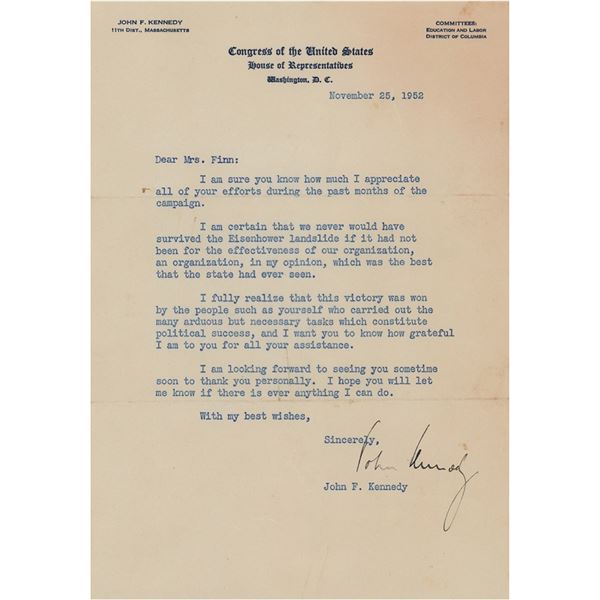 JOHN F. KENNEDY
11TH DIST., MASSACHUSETTS
COMMITTEES:
EDUCATION AND LABOR
DISTRICT OF COLUMBIA
Congress of the United States
House of Representatives
Washington, D. C.
November 25, 1952
Dear Mrs. Finn:
I am sure you know how much I appreciate
all of your efforts during the past months of the
campaign.
I am certain that we never would have
survived the Eisenhower landslide if it had not
been for the effectiveness of our organization,
an organization, in my opinion, which was the best
that the state had ever seen.
I fully realize that this victory was won
by the people such as yourself who carried out the
many arduous but necessary tasks which constitute
political success, and I want you to know how grateful
I am to you for all your assistance.
I am looking forward to seeing you sometime
soon to thank you personally. I hope you will let
me know if there is ever anything I can do.
With my best wishes,
Sincerely,
John Kennedy
John F. Kennedy